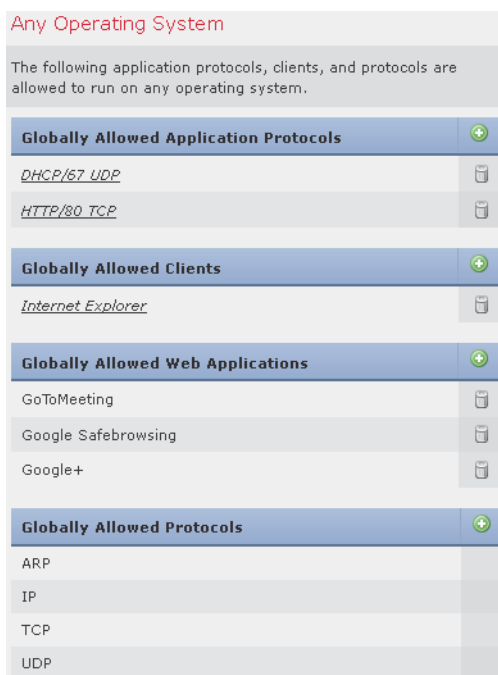 Any Operating System
The following application protocols, clients, and protocols are
allowed to run on any operating system.
Globally Allowed Application Protocols
DHCP/67 UDP
HTTP/80 TCP
Globally Allowed Clients
Internet Explorer
Globally Allowed Web Applications
GoToMeeting
Google Safebrowsing
Google+
Globally Allowed Protocols
ARP
IP
TCP
UDP